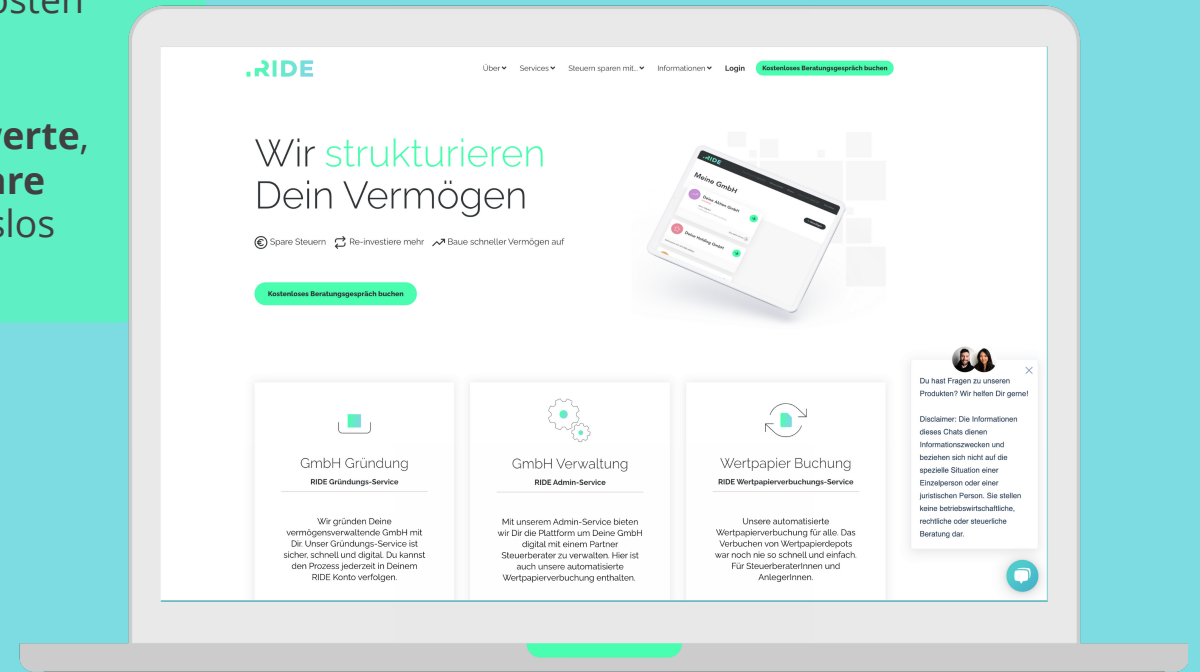 RIDE
Über
Services
Steuern sparen mit...
Informationen
Login
Kostenloses Beratungsgespräch buchen
Wir strukturieren
Dein Vermögen
Spare Steuern
Re-investiere mehr
Baue schneller Vermögen auf
Kostenloses Beratungsgespräch buchen
RIDE
Meine GmbH
Deine Aktien GmbH
Deine Holding GmbH
GmbH Gründung
RIDE Gründungs-Service
Wir gründen Deine
vermögensverwaltende GmbH mit
Dir. Unser Gründungs-Service ist
sicher, schnell und digital. Du kannst
den Prozess jederzeit in Deinem
RIDE Konto verfolgen.
GmbH Verwaltung
RIDE Admin-Service
Mit unserem Admin-Service bieten
wir Dir die Plattform um Deine GmbH
digital mit einem Partner
Steuerberater zu verwalten. Hier ist
auch unsere automatisierte
Wertpapierverbuchung enthalten.
Wertpapier Buchung
RIDE Wertpapierverbuchungs-Service
Unsere automatisierte
Wertpapierverbuchung für alle. Das
Verbuchen von Wertpapierdepots
war noch nie so schnell und einfach.
Für SteuerberaterInnen und
AnlegerInnen.
Du hast Fragen zu unseren
Produkten? Wir helfen Dir gerne!
Disclaimer: Die Informationen
dieses Chats dienen
Informationszwecken und
beziehen sich nicht auf die
spezielle Situation einer
Einzelperson oder einer
juristischen Person. Sie stellen
keine betriebswirtschaftliche,
rechtliche oder steuerliche
Beratung dar.